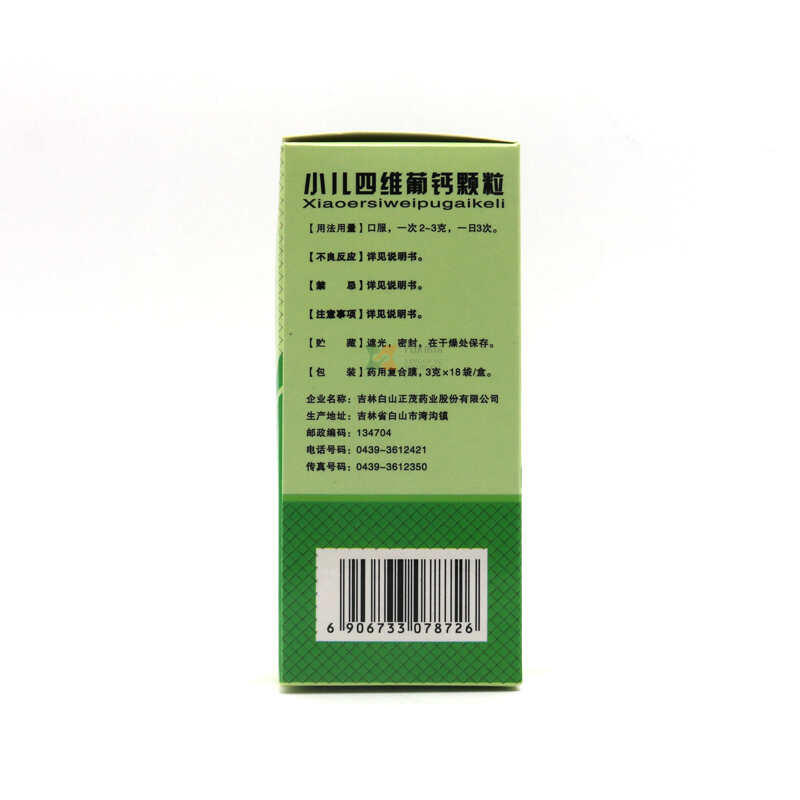 小儿四维葡钙颗粒
Xiaoersiweipugaikeli
【用法用量】口服，一次2~3克，一日3次。
【不良反应】详见说明书。
【禁 忌】详见说明书。
【注意事项】详见说明书。
【贮 藏】遮光，密封，在干燥处保存。
【包 装】药用复合膜，3克×18袋/盒。
企业名称：吉林白山正茂药业股份有限公司
生产地址：吉林省白山市湾沟镇
邮政编码：134704
电话号码：0439-3612421
传真号码：0439-3612350
6 906733 078726